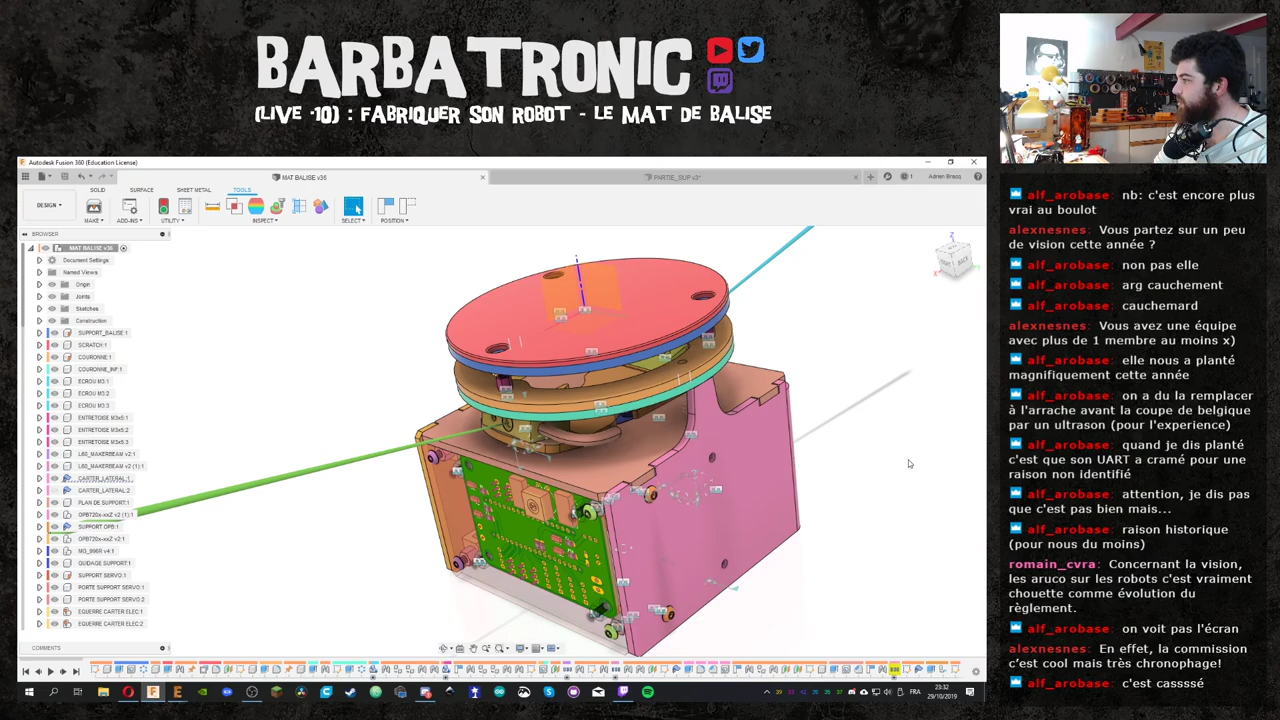 BARBATRONIC
(LIVE -10) : FABRIQUER SON ROBOT - LE MAT DE BALISE
Autodesk Fusion 360 (Education License)
MAT BALISE v36
PARTIE_SUP v3*
1
Adrien Bracq
SOLID
SURFACE
SHEET METAL
TOOLS
DESIGN
MAKE
ADD-INS
UTILITY
INSPECT
SELECT
POSITION
BROWSER
MAT BALISE v36
Document Settings
Named Views
Origin
Joints
Sketches
Construction
SUPPORT_BALISE:1
SCRATCH:1
COURONNE:1
COURONNE_INF:1
ECROU M3:1
ECROU M3:2
ECROU M3:3
ENTRETOISE M3x5:1
ENTRETOISE M3x5:2
ENTRETOISE M3x5:3
L60_MAKERBEAM v2:1
L60_MAKERBEAM v2 (1):1
CARTER_LATERAL:1
CARTER_LATERAL:2
PLAN DE SUPPORT:1
OPB720x-xxZ v2 (1):1
SUPPORT OPB:1
OPB720x-xxZ v2:1
MG_996R v4:1
GUIDAGE SUPPORT:1
SUPPORT SERVO:1
PORTE SUPPORT SERVO:1
PORTE SUPPORT SERVO:2
EQUERRE CARTER ELEC:1
EQUERRE CARTER ELEC:2
COMMENTS
Z
X
BACK
alf_arobase: nb: c'est encore plus
vrai au boulot
alexnesnes: Vous partez sur un peu
de vision cette année ?
alf_arobase: non pas elle
alf_arobase: arg cauchement
alf_arobase: cauchemard
alexnesnes: Vous avez une équipe
avec plus de 1 membre au moins x)
alf_arobase: elle nous a planté
magnifiquement cette année
alf_arobase: on a du la remplacer
à l'arrache avant la coupe de belgique
par un ultrason (pour l'experience)
alf_arobase: quand je dis planté
c'est que son UART a cramé pour une
raison non identifié
alf_arobase: attention, je dis pas
que c'est pas bien mais...
alf_arobase: raison historique
(pour nous du moins)
romain_cvra: Concernant la vision,
les aruco sur les robots c'est vraiment
chouette comme évolution du
règlement.
alf_arobase: on voit pas l'écran
alexnesnes: En effet, la commission
c'est cool mais très chronophage!
alf_arobase: c'est cassssé
FRA
23:32
29/10/2019